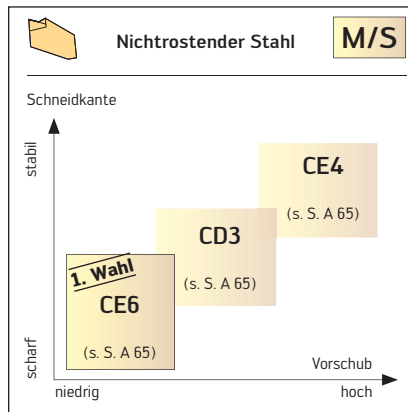 Nichtrostender Stahl
M/S
Schneidkante
stabil
CE4
(s. S. A 65)
CD3
(s. S. A 65)
1. Wahl
CE6
(s. S. A 65)
scharf
Vorschub
niedrig
hoch